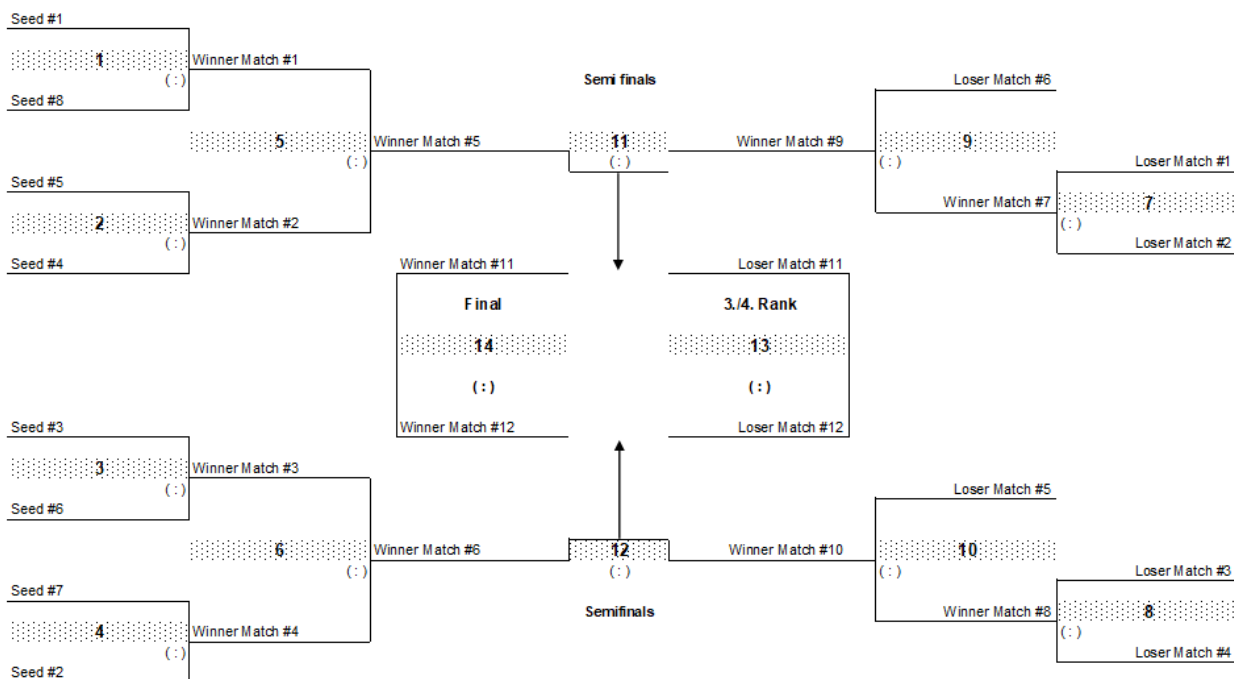 Seed #1
1
Winner Match #1
( : )
Semi finals
Loser Match #6
Seed #8
5
Winner Match #5
11
Winner Match #9
9
( : )
( : )
( : )
Loser Match #1
Seed #5
2
Winner Match #2
Winner Match #7
7
( : )
( : )
Loser Match #2
Seed #4
Winner Match #11
Loser Match #11
Final
3./4. Rank
14
13
( : )
( : )
Winner Match #12
Loser Match #12
Seed #3
3
Winner Match #3
( : )
Loser Match #5
Seed #6
6
Winner Match #6
12
Winner Match #10
10
( : )
( : )
( : )
Loser Match #3
Seed #7
Semifinals
Winner Match #8
8
4
Winner Match #4
( : )
( : )
Loser Match #4
Seed #2